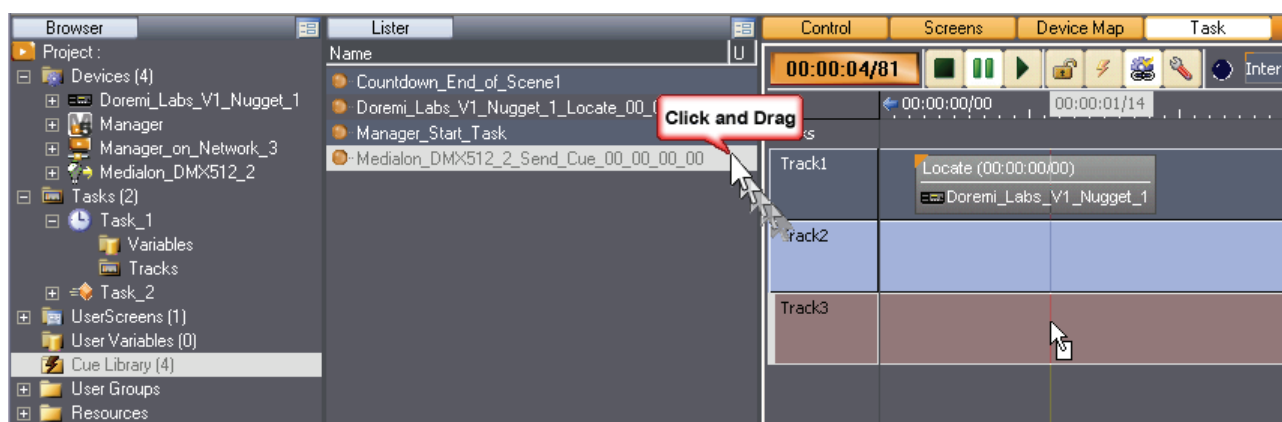 Browser
Project :
Devices (4)
Doremi_Labs_V1_Nugget_1
Manager
Manager_on_Network_3
Medialon_DMX512_2
Tasks (2)
Task_1
Variables
Tracks
Task_2
UserScreens (1)
User Variables (0)
Cue Library (4)
User Groups
Resources
Lister
Name U
Countdown_End_of_Scene1
Doremi_Labs_V1_Nugget_1_Locate_00_
Manager_Start_Task
Medialon_DMX512_2_Send_Cue_00_00_00_00
Click and Drag
Control Screens Device Map Task
00:00:04/81
Inter
00:00:00/00 00:00:01/14
Track1
Locate (00:00:00/00)
Doremi_Labs_V1_Nugget_1
Track2
Track3